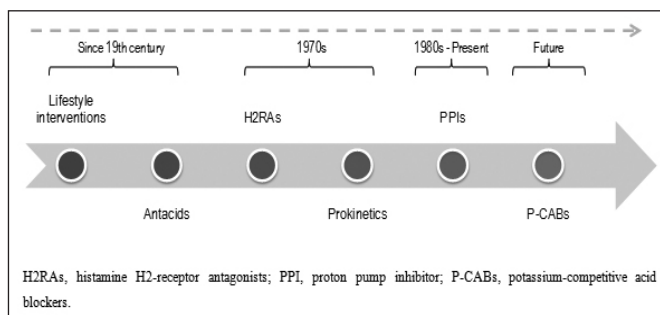 Since 19th century
1970s
1980s - Present
Future
Lifestyle
interventions
H2RAs
PPIs
Antacids
Prokinetics
P-CABs
H2RAs, histamine H2-receptor antagonists; PPI, proton pump inhibitor; P-CABs, potassium-competitive acid
blockers.